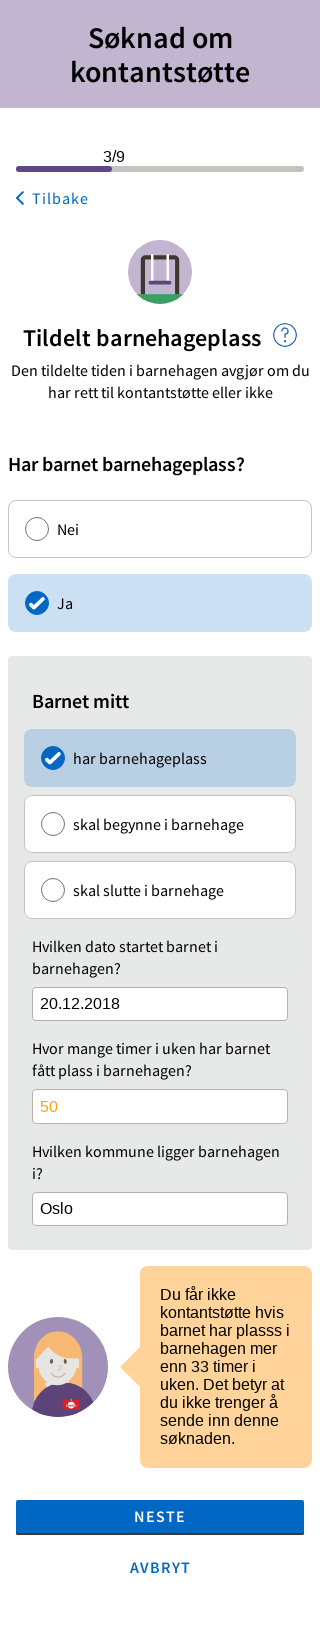 Søknad om
kontantstøtte
3/9
Tilbake
Tildelt barnehageplass ?
Den tildelte tiden i barnehagen avgjør om du
har rett til kontantstøtte eller ikke
Har barnet barnehageplass?
Nei
Ja
Barnet mitt
har barnehageplass
skal begynne i barnehage
skal slutte i barnehage
Hvilken dato startet barnet i
barnehagen?
20.12.2018
Hvor mange timer i uken har barnet
fått plass i barnehagen?
50
Hvilken kommune ligger barnehagen
i?
Oslo
Du får ikke
kontantstøtte hvis
barnet har plasss i
barnehagen mer
enn 33 timer i
uken. Det betyr at
du ikke trenger å
sende inn denne
søknaden.
NESTE
AVBRYT